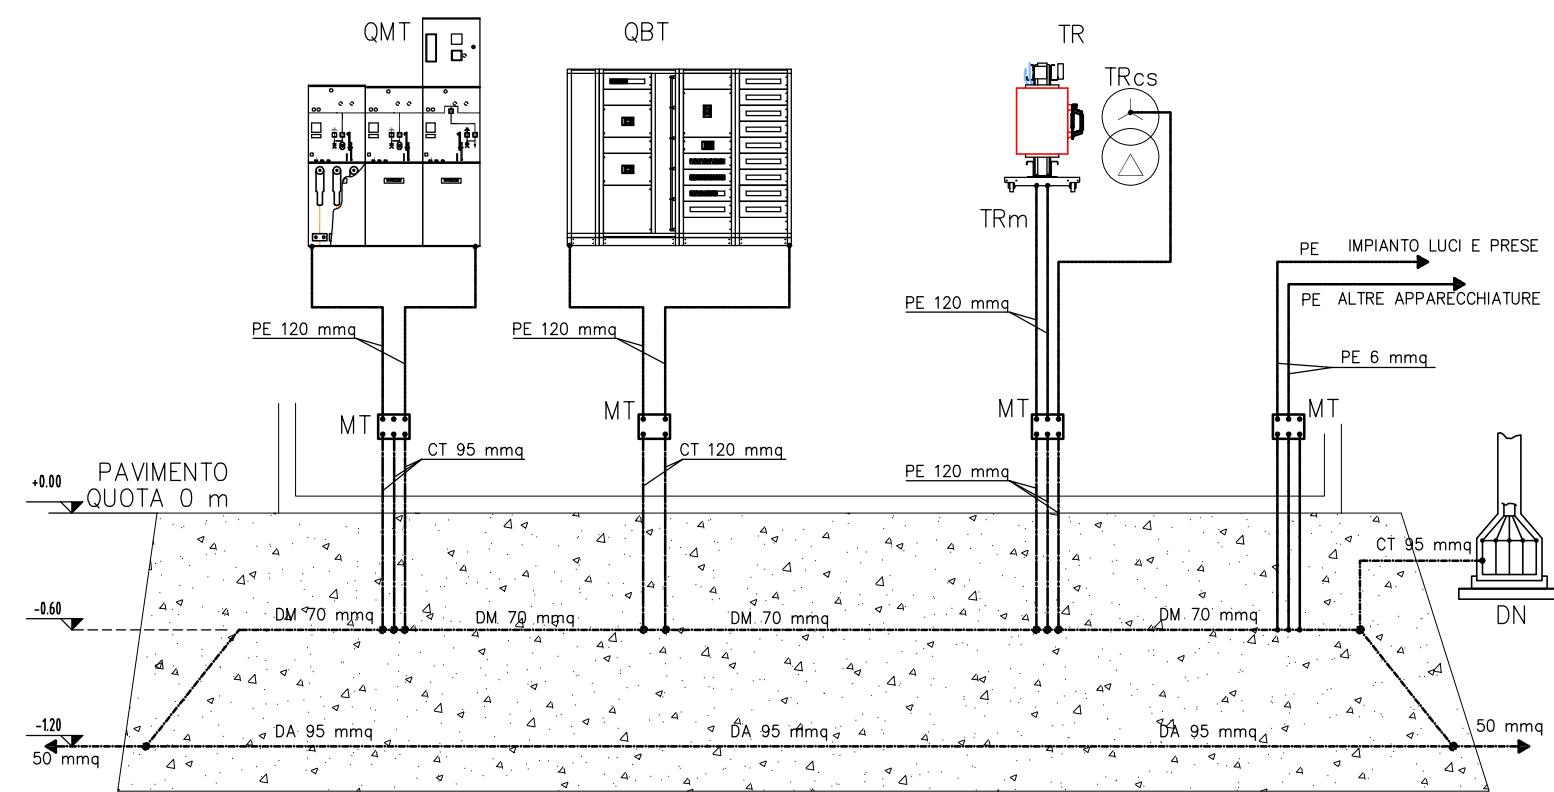 QMT
QBT
TR
TRcs
TRm
PE IMPIANTO LUCI E PRESE
PE ALTRE APPARECCHIATURE
PE 120 mmq
PE 120 mmq
PE 120 mmq
PE 6 mmq
MT
MT
MT
MT
CT 95 mmq
CT 120 mmq
PE 120 mmq
PAVIMENTO
QUOTA 0 m
+0.00
CT 95 mmq
-0.60
DM 70 mmq
DM 70 mmq
DM 70 mmq
DM 70 mmq
DN
-1.20
DA 95 mmq
DA 95 mmq
DA 95 mmq
50 mmq
50 mmq